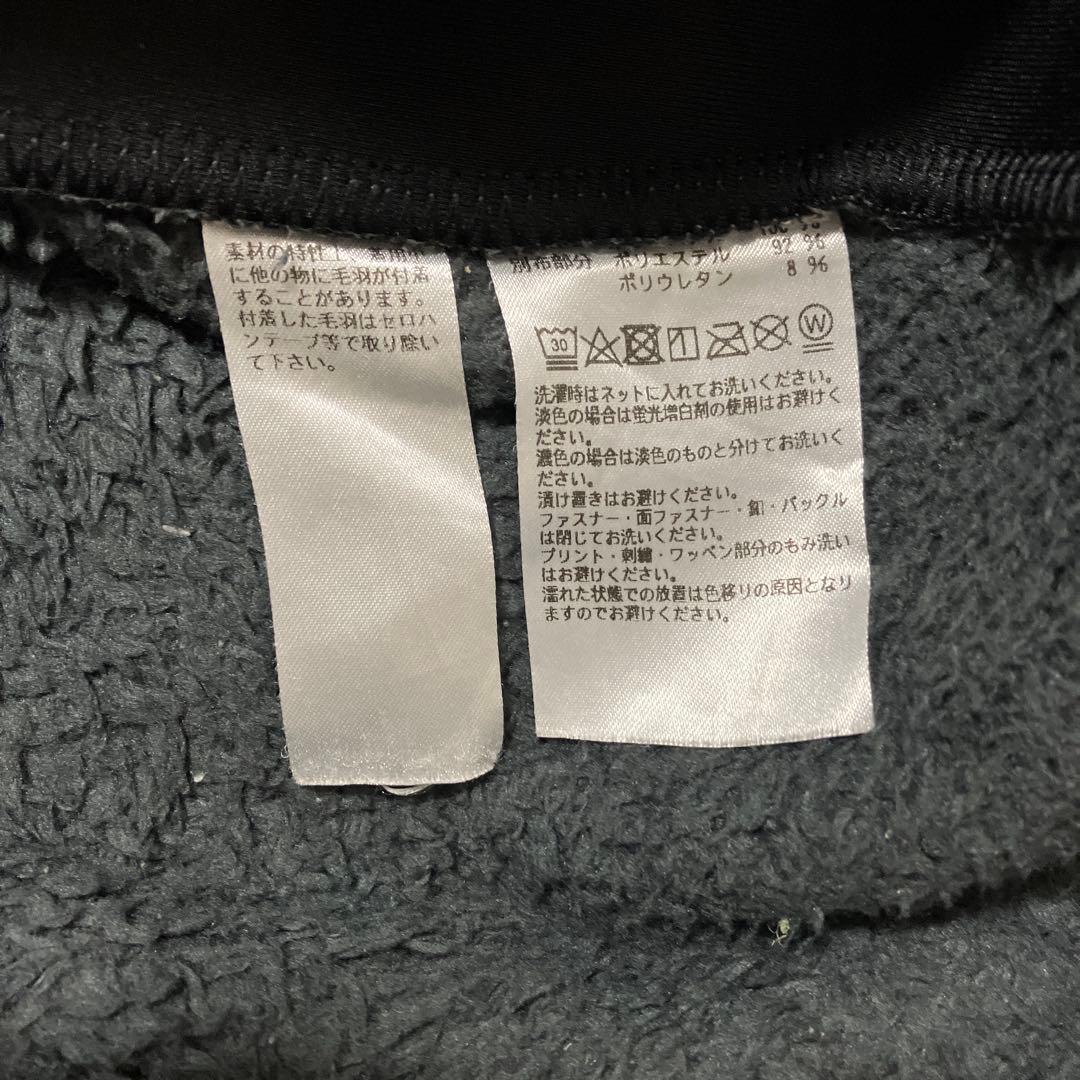 素材の特性上、着用中
に他の物に毛羽が付着
することがあります。
付着した毛羽はセロハ
ンテープ等で取り除い
て下さい。
別布部分 ポリエステル 92 %
ポリウレタン 8 %
30
W
洗濯時はネットに入れてお洗いください。
淡色の場合は蛍光増白剤の使用はお避けく
ださい。
濃色の場合は淡色のものと分けてお洗いく
ださい。
漬け置きはお避けください。
ファスナー・面ファスナー・釦・バックル
は閉じてお洗いください。
プリント・刺繍・ワッペン部分のもみ洗い
はお避けください。
濡れた状態での放置は色移りの原因となり
ますのでお避けください。